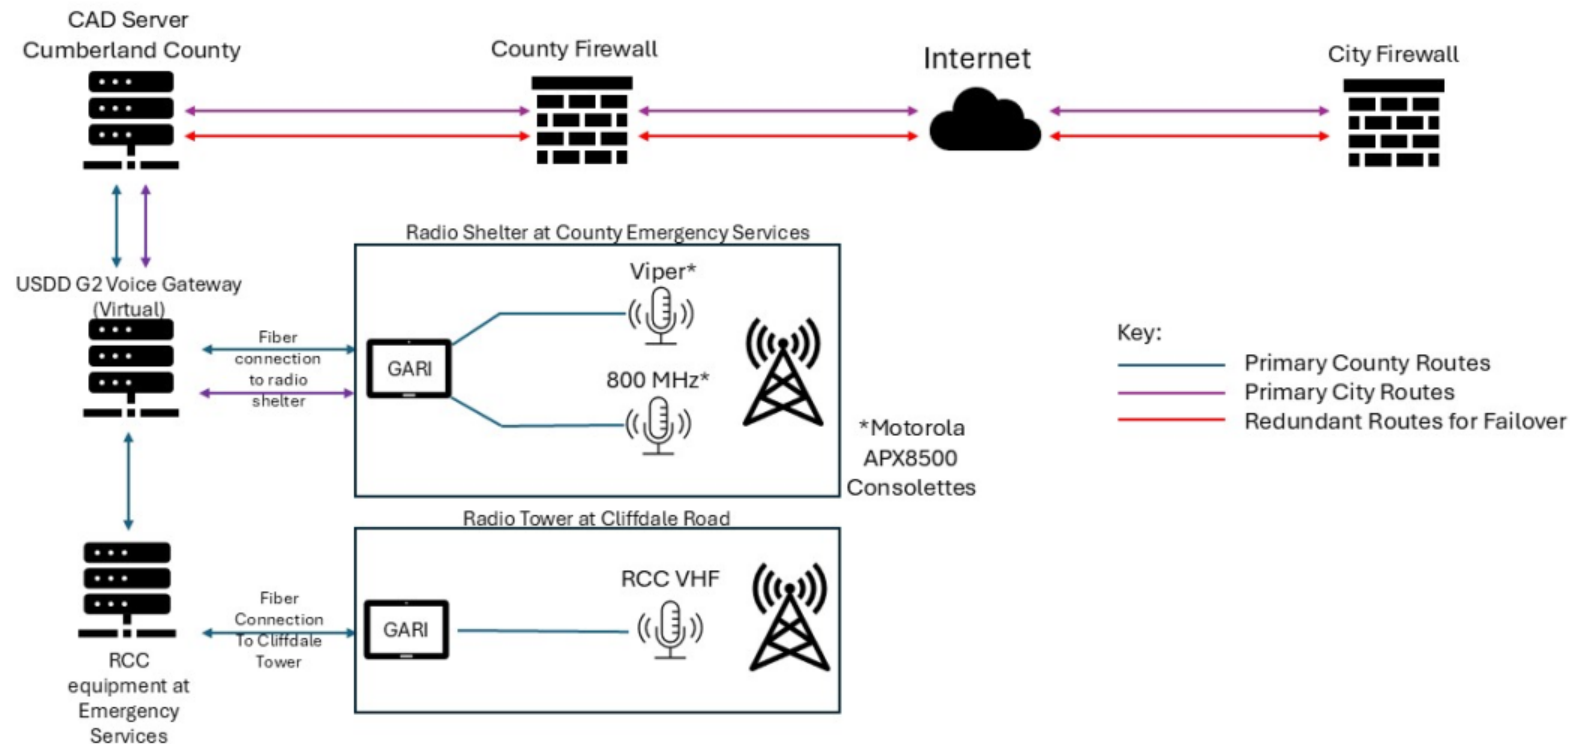 CAD Server
Cumberland County
County Firewall
Internet
City Firewall
USDD G2 Voice Gateway
(Virtual)
Fiber
connection
to radio
shelter
Radio Shelter at County Emergency Services
GARI
Viper*
800 MHz*
*Motorola
APX8500
Consolettes
Key:
Primary County Routes
Primary City Routes
Redundant Routes for Failover
RCC
equipment at
Emergency
Services
Fiber
Connection
To Cliffdale
Tower
Radio Tower at Cliffdale Road
GARI
RCC VHF